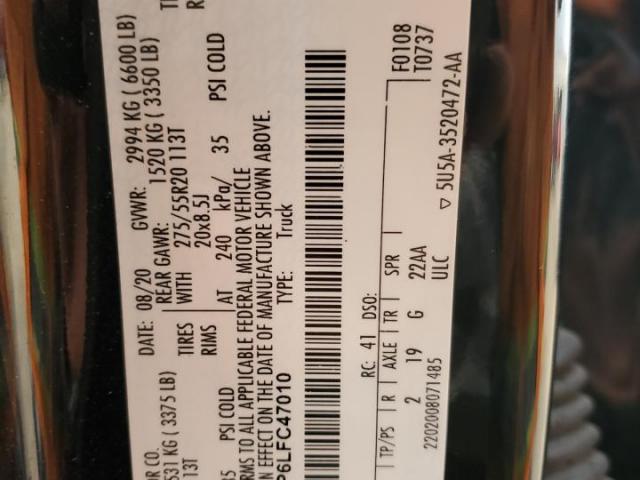 OR CO.
DATE: 08/20 GVWR: 2994 KG ( 6600 LB)
531 KG ( 3375 LB) REAR GAWR: 1520 KG ( 3350 LB)
13T TIRES WITH 275/55R20 113T
RIMS 20x8.5J
35 PSI COLD AT 240 kPa/ 35 PSI COLD
RMS TO ALL APPLICABLE FEDERAL MOTOR VEHICLE
EFFECT ON THE DATE OF MANUFACTURE SHOWN ABOVE.
P6LFC47010 TYPE: Truck
F0108
T0737
RC: 41 DSO:
TP/PS R AXLE TR SPR
2 19 G 22AA
ULC
2202008071485
▽ 5U5A-3520472-AA